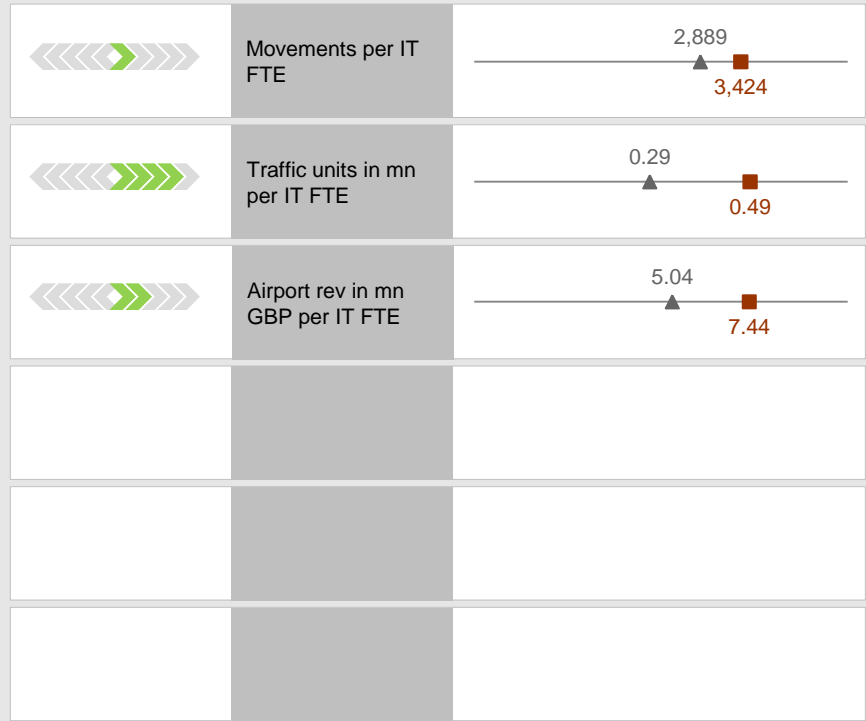 Movements per IT
FTE
2,889
3,424
Traffic units in mn
per IT FTE
0.29
0.49
Airport rev in mn
GBP per IT FTE
5.04
7.44